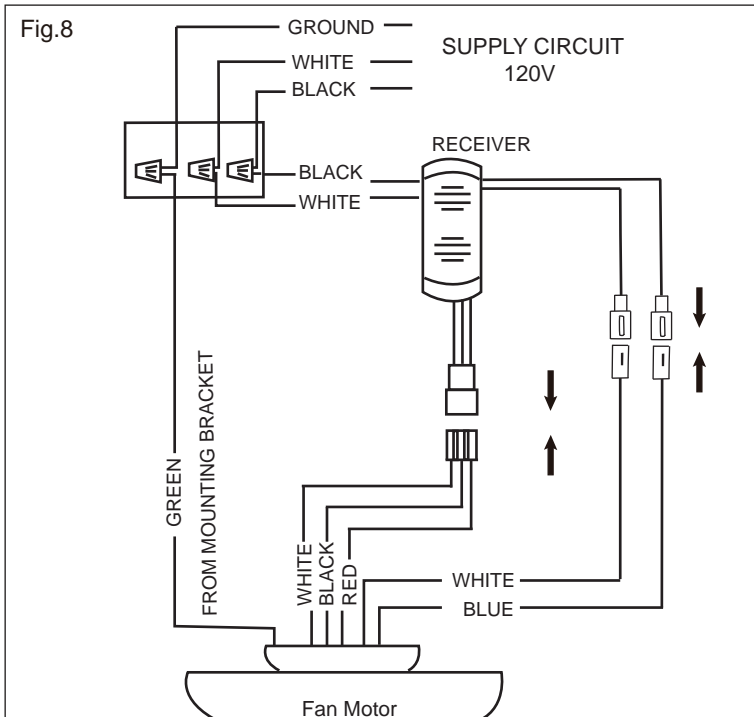 Fig.8
GROUND
WHITE
BLACK
SUPPLY CIRCUIT
120V
RECEIVER
BLACK
WHITE
GREEN
FROM MOUNTING BRACKET
WHITE
BLACK
RED
WHITE
BLUE
Fan Motor